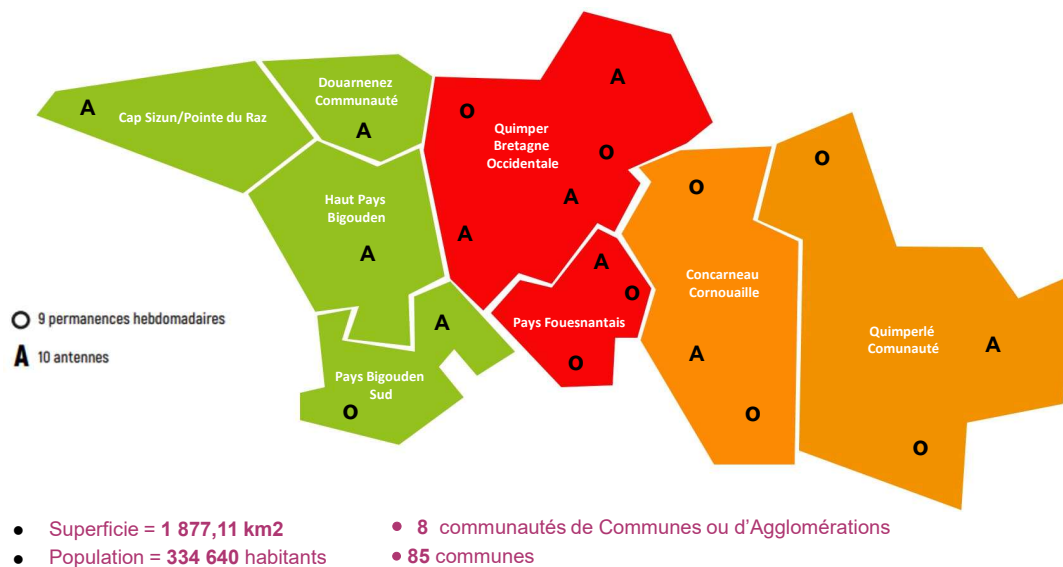 Cap Sizun/Pointe du Raz
A
Douarnenez
Communauté
A
Quimper
Bretagne
Occidentale
O
A
O
A
A
Haut Pays
Bigouden
A
Pays Bigouden
Sud
A
O
Pays Fouesnantais
A
O
O
Concarneau
Cornouaille
O
A
O
Quimperlé
Comunauté
O
A
O
O 9 permanences hebdomadaires
A 10 antennes
● Superficie = 1 877,11 km2
● Population = 334 640 habitants
● 8 communautés de Communes ou d'Agglomérations
● 85 communes